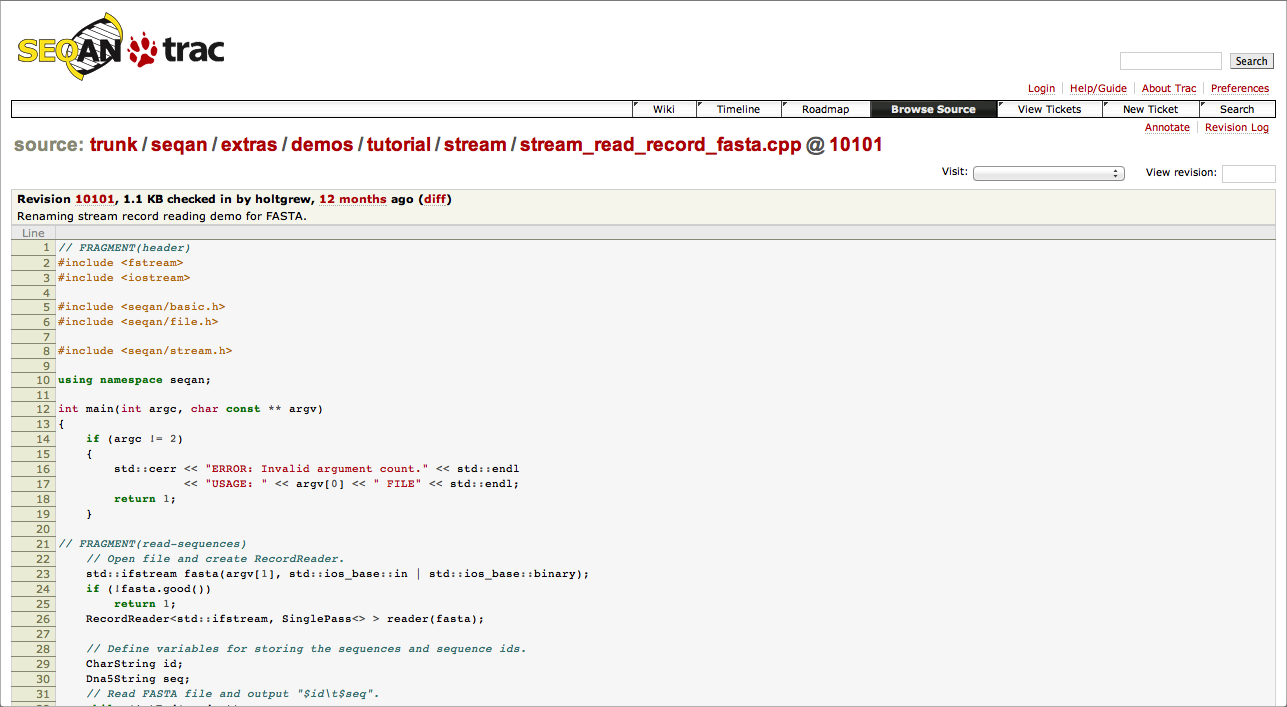 SEQAN trac
Search
Login Help/Guide About Trac Preferences
Wiki Timeline Roadmap Browse Source View Tickets New Ticket Search
Annotate Revision Log
source: trunk / seqan / extras / demos / tutorial / stream / stream_read_record_fasta.cpp @ 10101
Visit: View revision:
Revision 10101, 1.1 KB checked in by holtgrew, 12 months ago (diff)
Renaming stream record reading demo for FASTA.
Line
1 // FRAGMENT(header)
2 #include <fstream>
3 #include <iostream>
4
5 #include <seqan/basic.h>
6 #include <seqan/file.h>
7
8 #include <seqan/stream.h>
9
10 using namespace seqan;
11
12 int main(int argc, char const ** argv)
13 {
14     if (argc != 2)
15     {
16         std::cerr << "ERROR: Invalid argument count." << std::endl
17                   << "USAGE: " << argv[0] << " FILE" << std::endl;
18         return 1;
19     }
20
21 // FRAGMENT(read-sequences)
22     // Open file and create RecordReader.
23     std::ifstream fasta(argv[1], std::ios_base::in | std::ios_base::binary);
24     if (!fasta.good())
25         return 1;
26     RecordReader<std::ifstream, SinglePass<> > reader(fasta);
27
28     // Define variables for storing the sequences and sequence ids.
29     CharString id;
30     Dna5String seq;
31     // Read FASTA file and output "$id\t$seq".